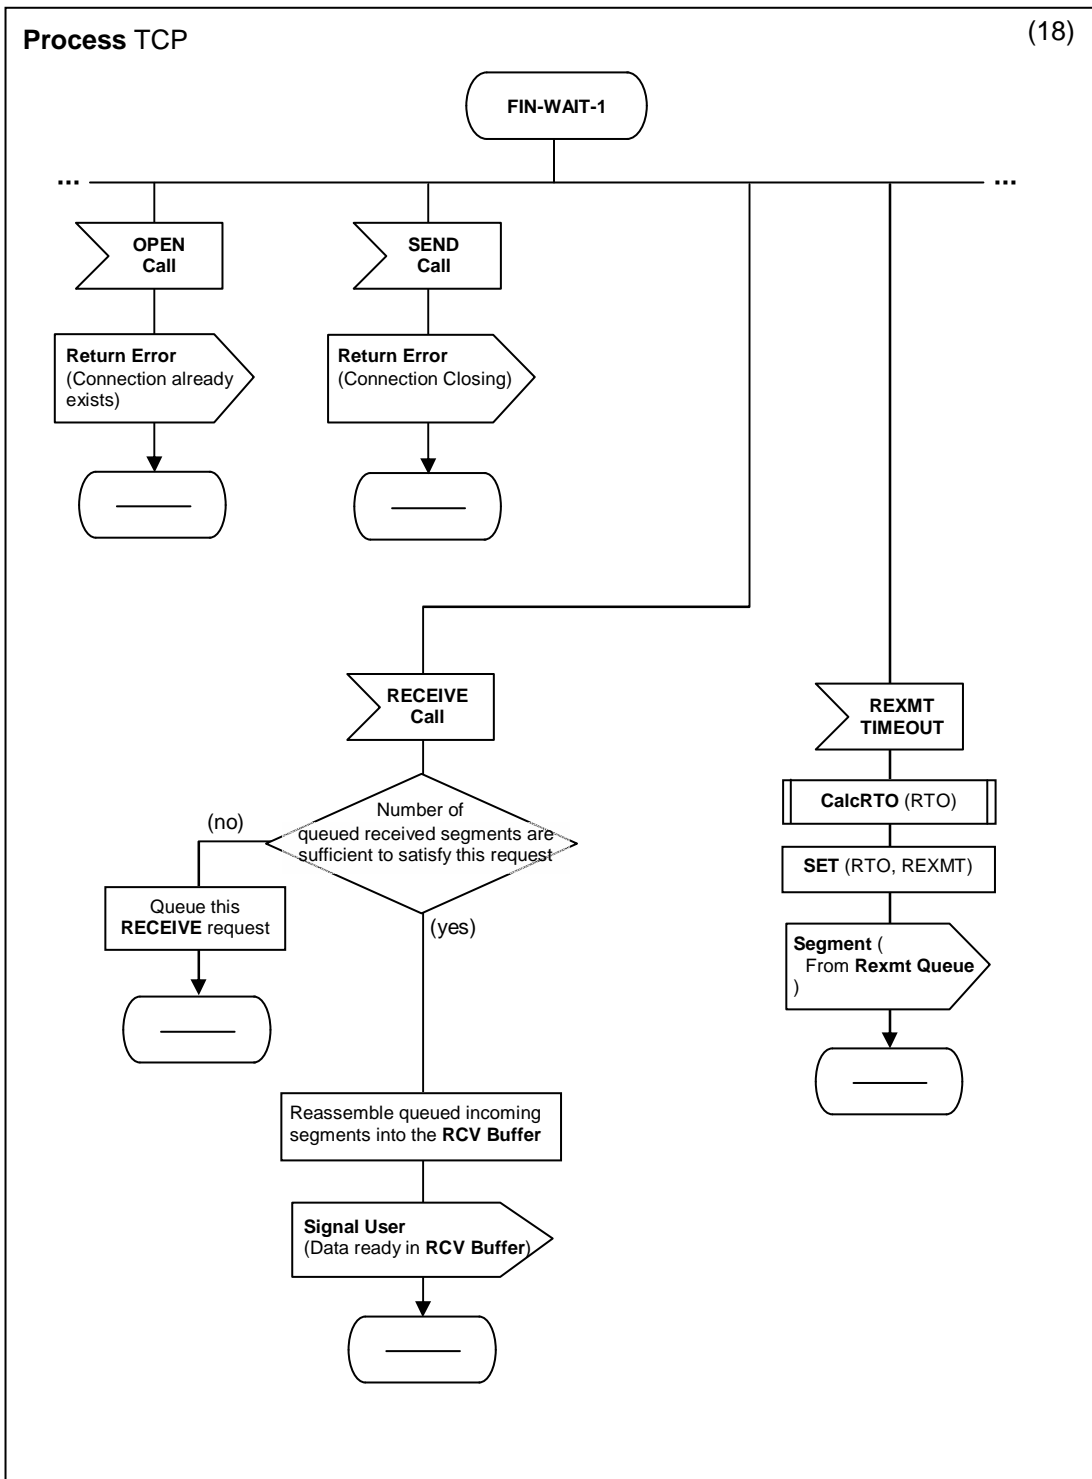 Process TCP
(18)
FIN-WAIT-1
...
...
OPEN
Call
SEND
Call
Return Error
(Connection already
exists)
Return Error
(Connection Closing)
RECEIVE
Call
REXMT
TIMEOUT
Number of
queued received segments are
sufficient to satisfy this request
(no)
(yes)
Queue this
RECEIVE request
CalcRTO (RTO)
SET (RTO, REXMT)
Segment (
From Rexmt Queue
)
Reassemble queued incoming
segments into the RCV Buffer
Signal User
(Data ready in RCV Buffer)